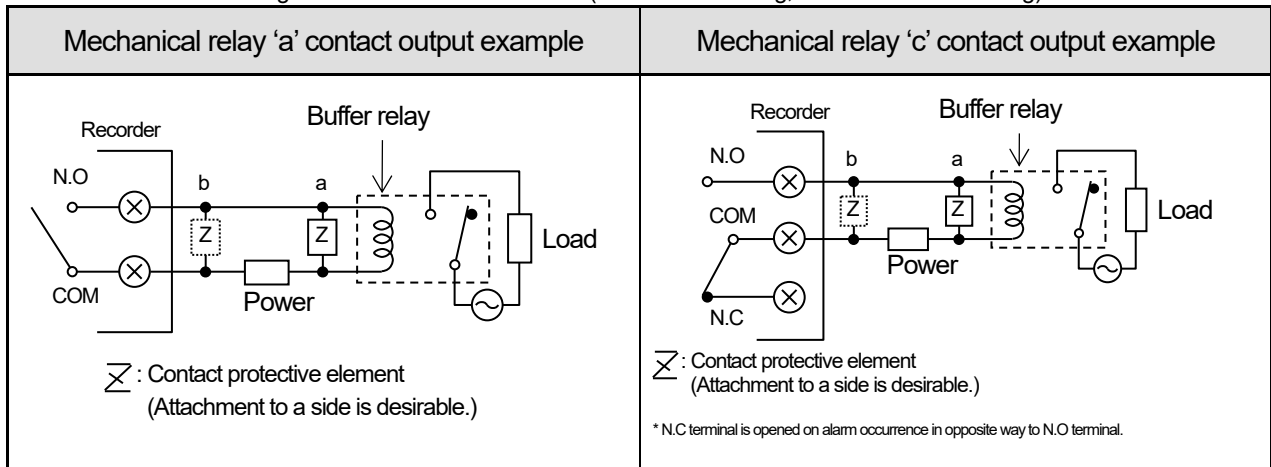 Mechanical relay ‘a’ contact output example
Recorder
Buffer relay
N.O
b
a
Z
Z
Load
COM
Power
Z : Contact protective element
(Attachment to a side is desirable.)
Mechanical relay ‘c’ contact output example
Recorder
Buffer relay
N.O
b
a
Z
Z
COM
Load
Power
N.C
Z : Contact protective element
(Attachment to a side is desirable.)
* N.C terminal is opened on alarm occurrence in opposite way to N.O terminal.